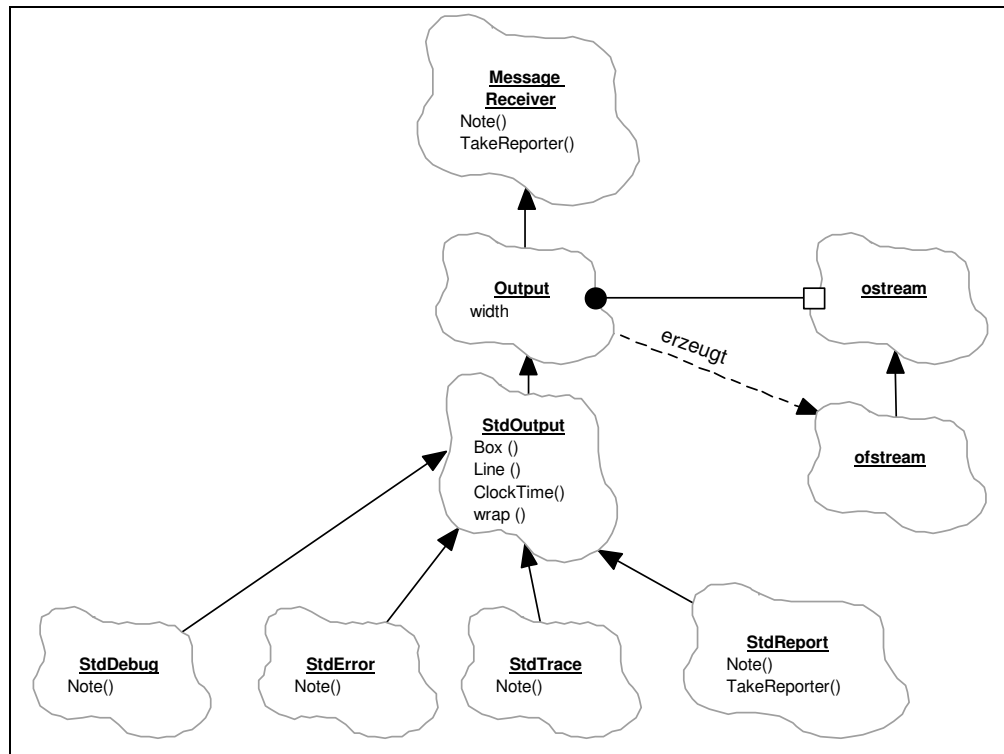 Message
Receiver
Note()
TakeReporter()
Output
width
ostream
erzeugt
ofstream
StdOutput
Box ()
Line ()
ClockTime()
wrap ()
StdDebug
Note()
StdError
Note()
StdTrace
Note()
StdReport
Note()
TakeReporter()